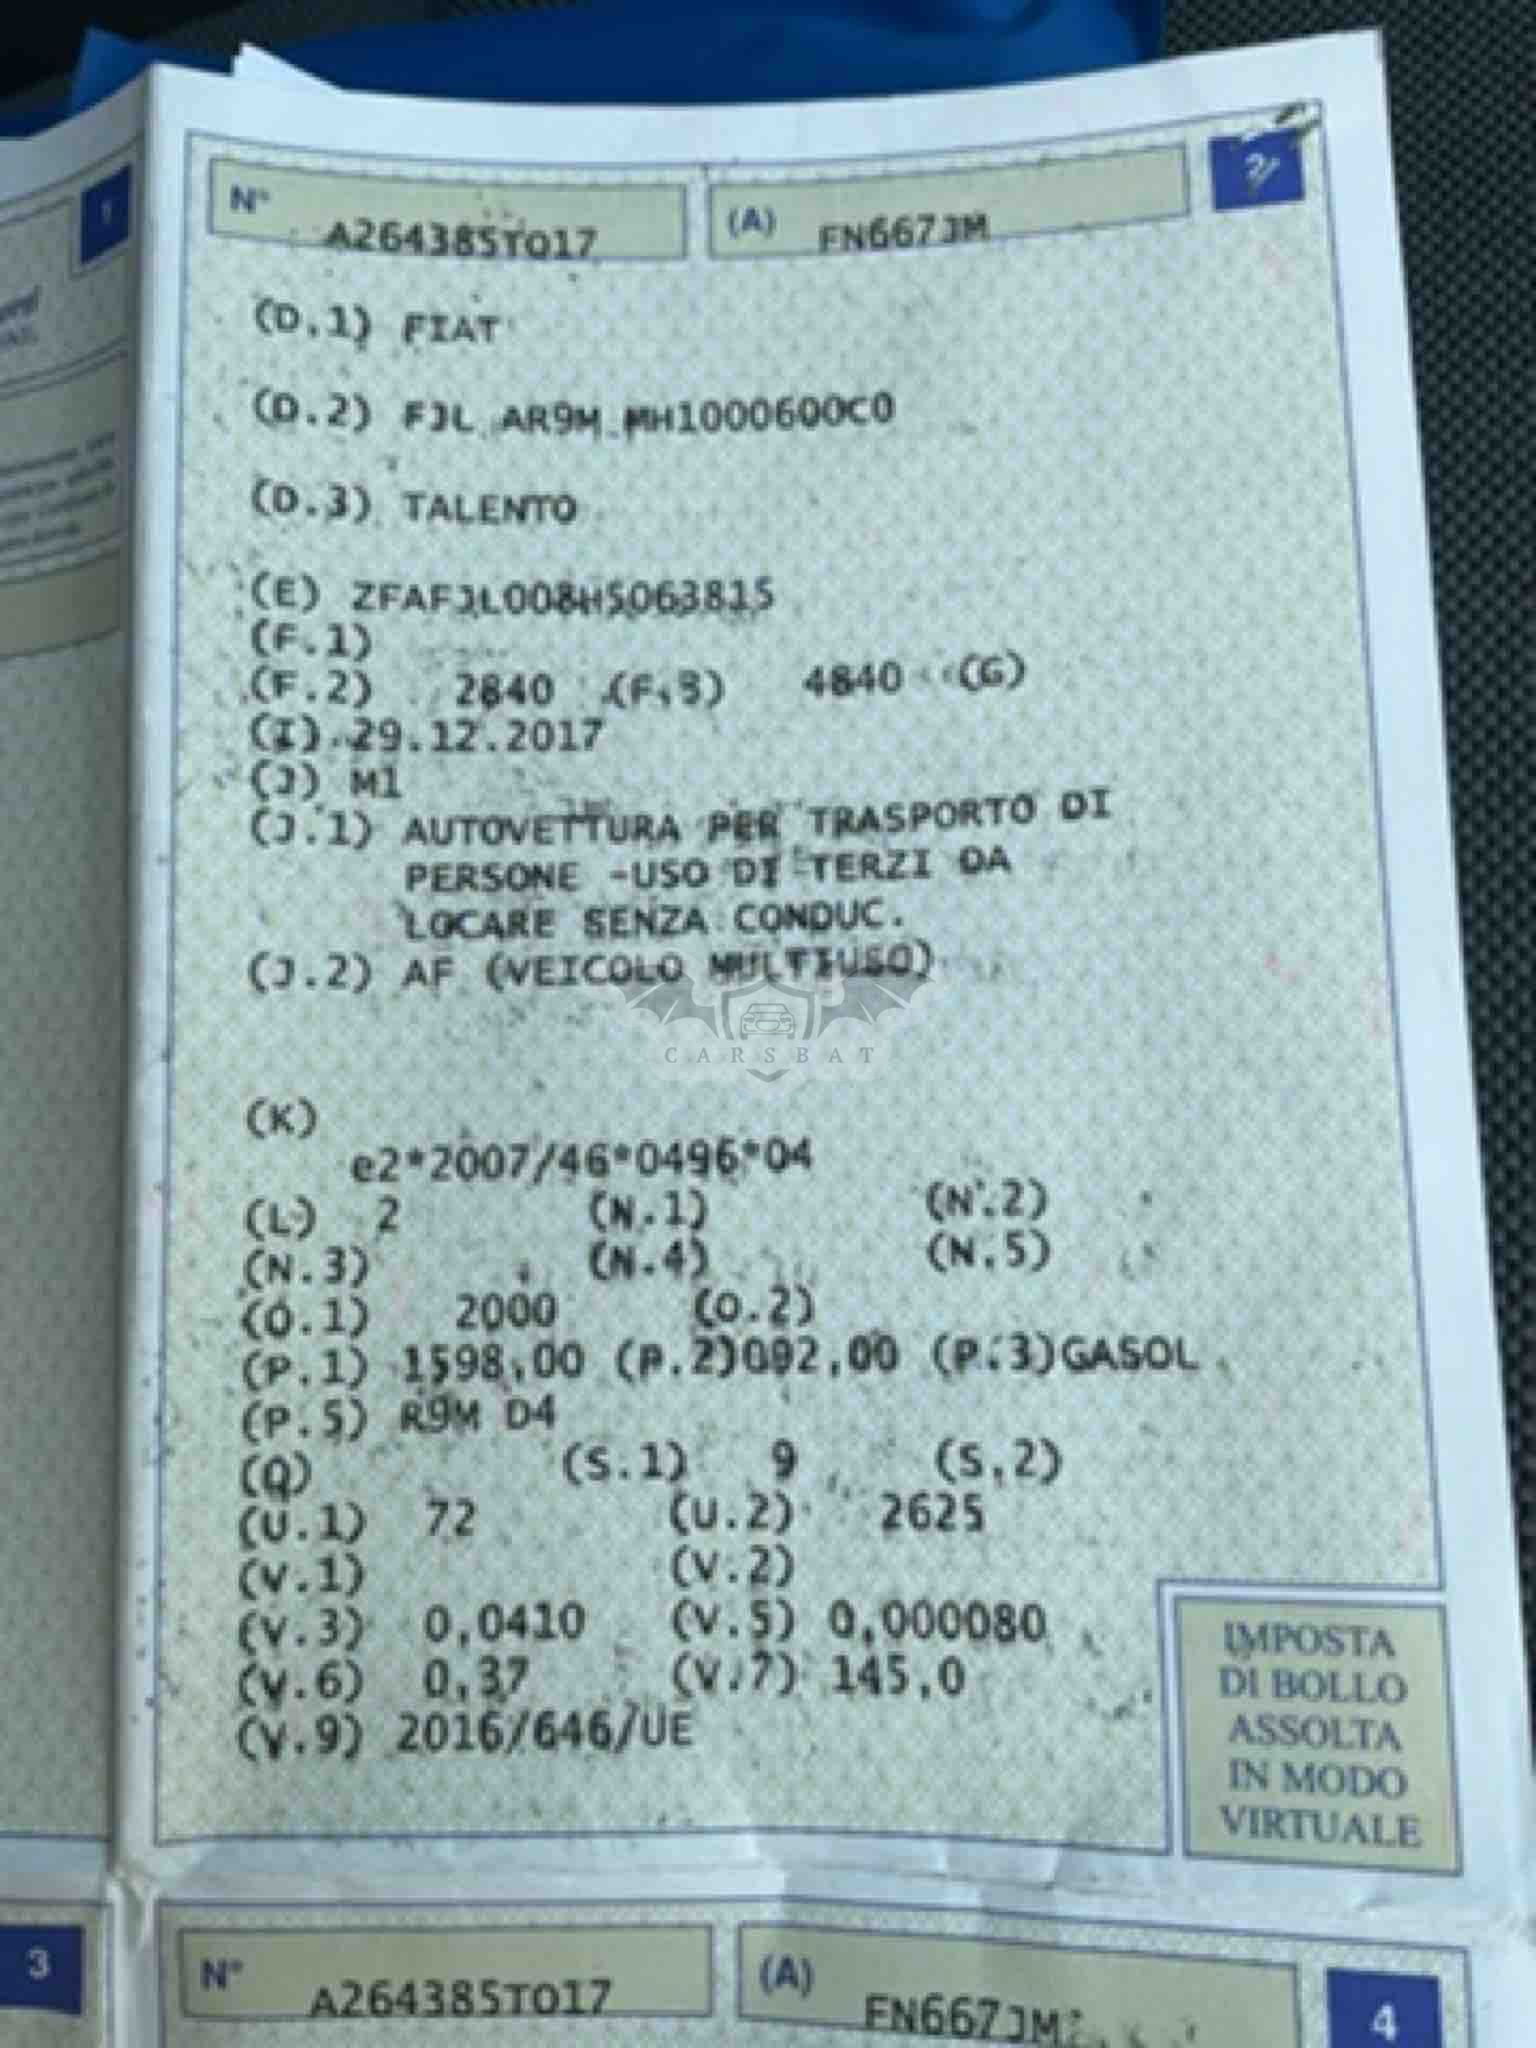 1
N° A264385TO17 (A) FN667JM 2
(D.1) FIAT
(D.2) FJL AR9M MH1000600C0
(D.3) TALENTO
(E) ZFAFJL008H5063815
(F.1)
(F.2) 2840 (F.3) 4840 (G)
(I) 29.12.2017
(J) M1
(J.1) AUTOVETTURA PER TRASPORTO DI
PERSONE -USO DI TERZI DA
LOCARE SENZA CONDUC.
(J.2) AF (VEICOLO MULTIUSO)
CARSBAT
(K)
e2*2007/46*0496*04
(L) 2 (N.1) (N.2)
(N.3) (N.4) (N.5)
(O.1) 2000 (O.2)
(P.1) 1598,00 (P.2)092,00 (P.3)GASOL
(P.5) R9M D4
(Q) (S.1) 9 (S.2)
(U.1) 72 (U.2) 2625
(V.1) (V.2)
(V.3) 0,0410 (V.5) 0,000080
(V.6) 0,37 (V.7) 145,0
(V.9) 2016/646/UE
IMPOSTA
DI BOLLO
ASSOLTA
IN MODO
VIRTUALE
3
N° A264385TO17 (A) FN667JM 4